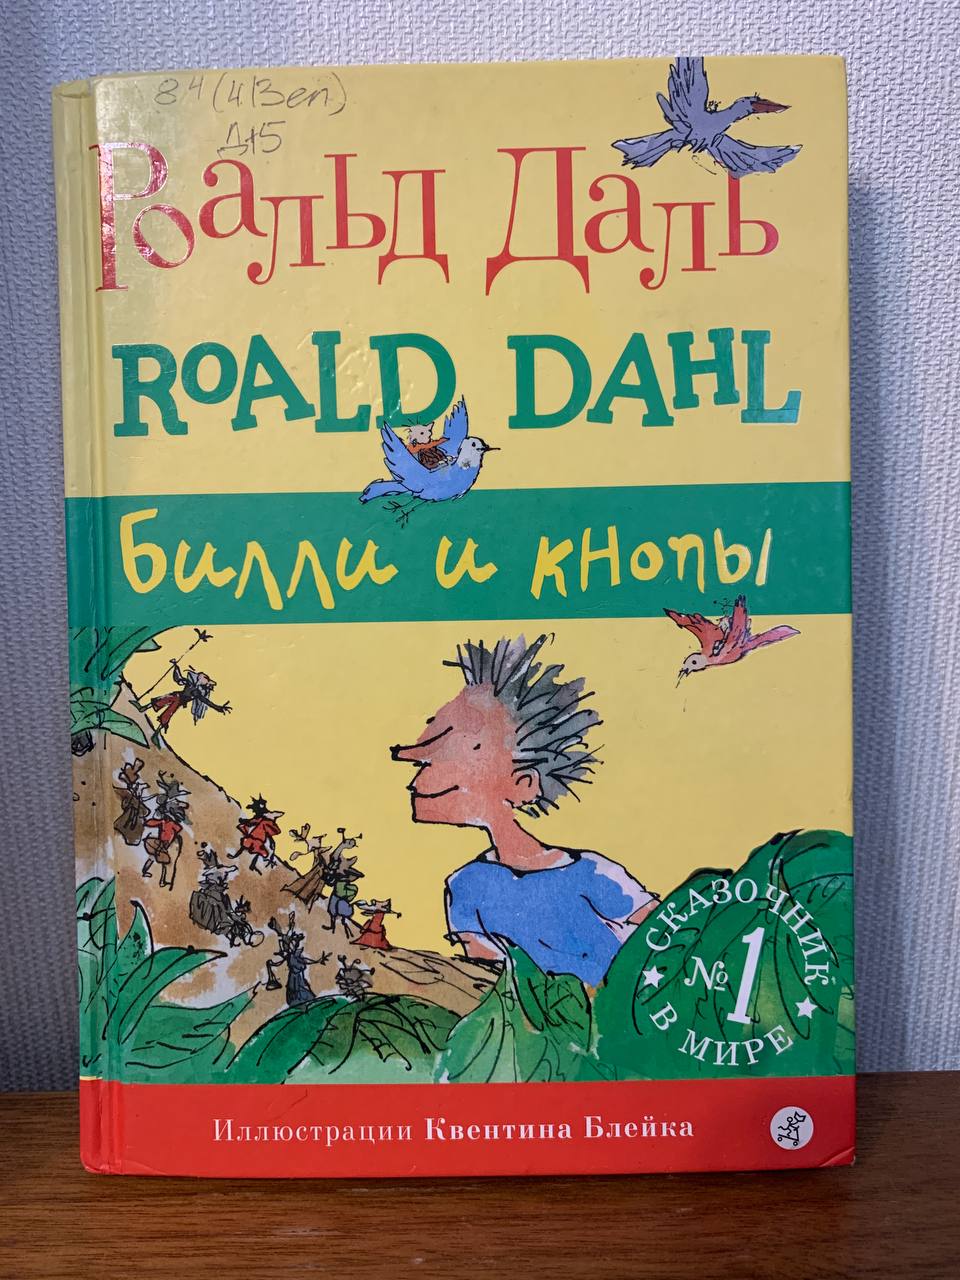 84(4Вел)
Д15
Роальд Даль
ROALD DAHL
Билли и кнопы
СКАЗОЧНИК
№1
В МИРЕ
Иллюстрации Квентина Блейка